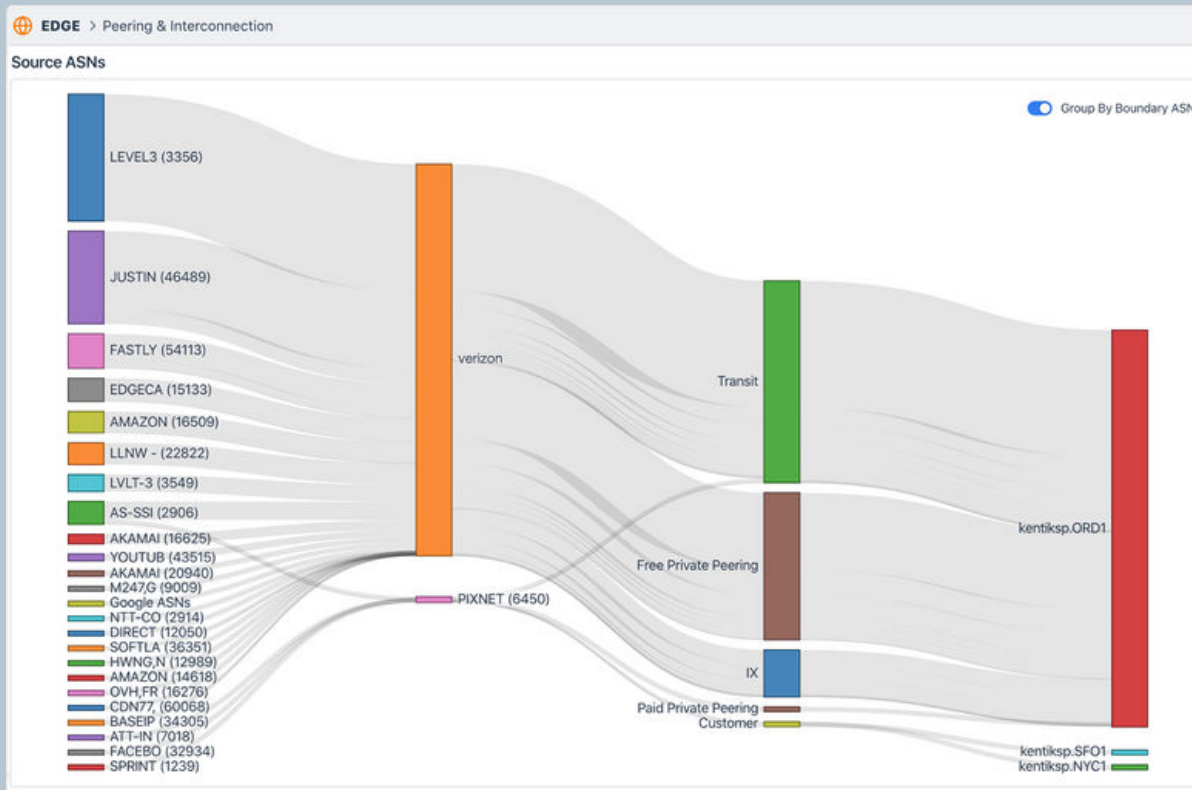 EDGE > Peering & Interconnection
Source ASNs
Group By Boundary ASN
LEVEL3 (3356)
JUSTIN (46489)
FASTLY (54113)
EDGECA (15133)
AMAZON (16509)
LLNW - (22822)
LVLT-3 (3549)
AS-SSI (2906)
AKAMAI (16625)
YOUTUB (43515)
AKAMAI (20940)
M247,G (9009)
Google ASNs
NTT-CO (2914)
DIRECT (12050)
SOFTLA (36351)
HWNG,N (12989)
AMAZON (14618)
OVH,FR (16276)
CDN77, (60068)
BASEIP (34305)
ATT-IN (7018)
FACEBO (32934)
SPRINT (1239)
verizon
PIXNET (6450)
Transit
Free Private Peering
IX
Paid Private Peering
Customer
kentiksp.ORD1
kentiksp.SFO1
kentiksp.NYC1